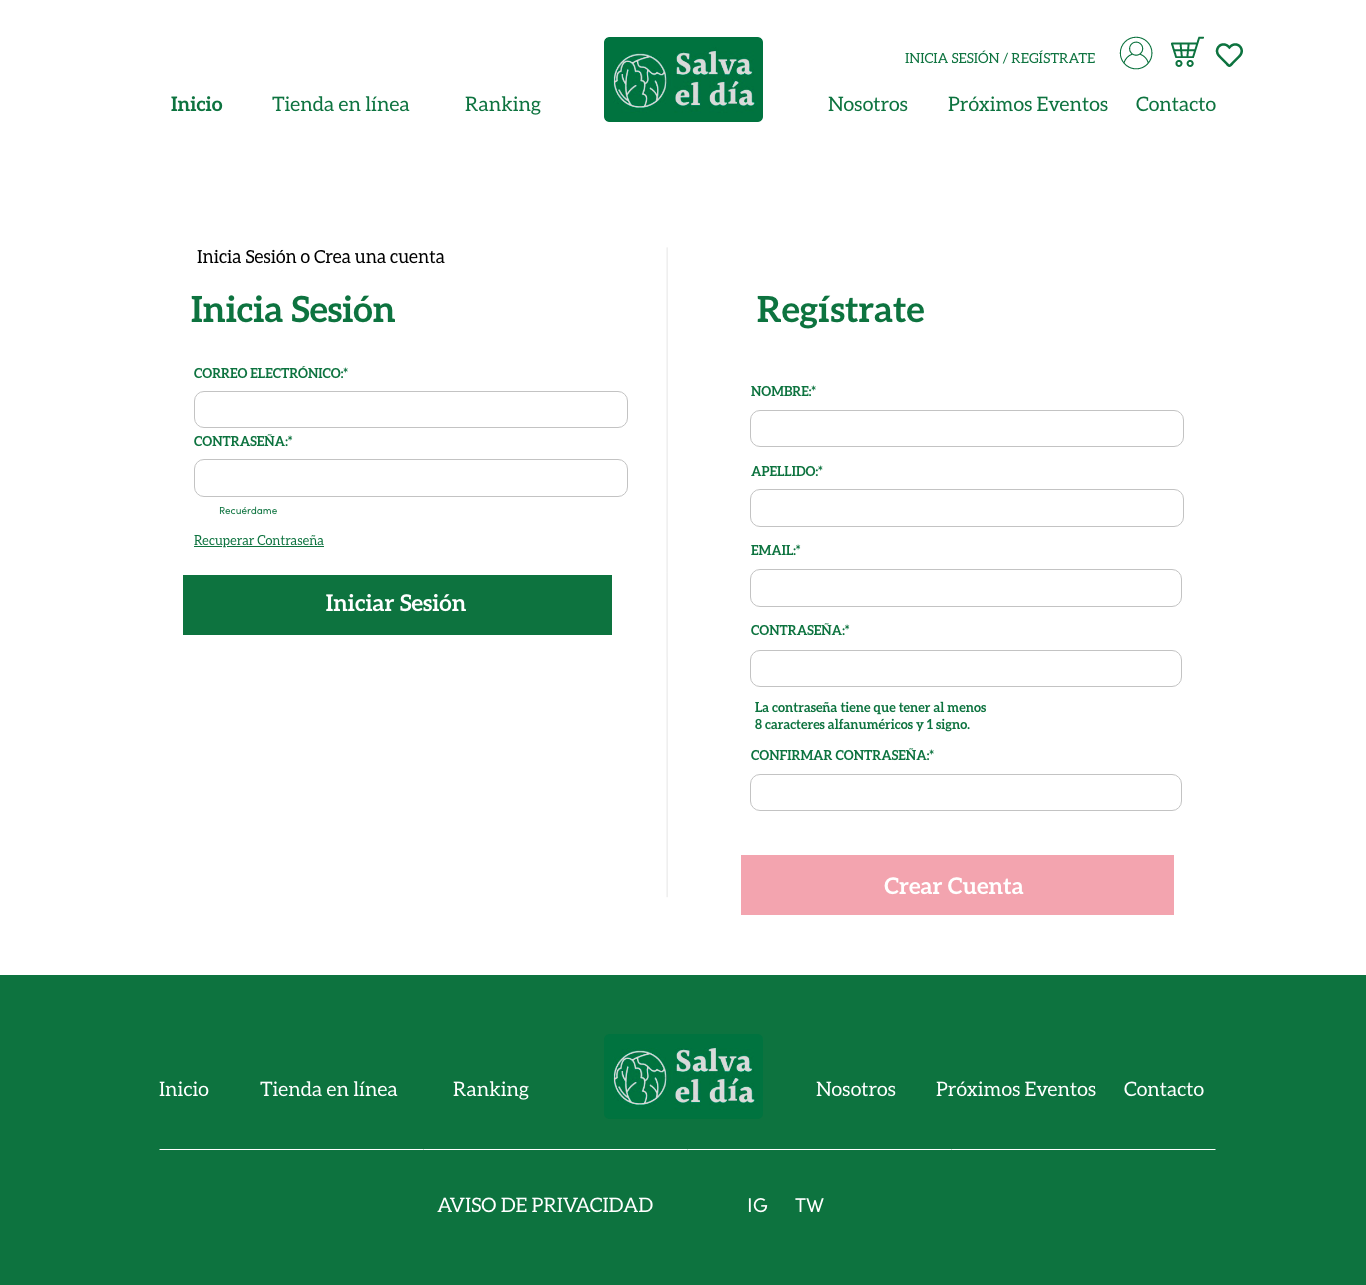 INICIA SESIÓN / REGÍSTRATE
Salva
el día
Inicio Tienda en línea Ranking Nosotros Próximos Eventos Contacto
Inicia Sesión o Crea una cuenta
Inicia Sesión
CORREO ELECTRÓNICO:*
CONTRASEÑA:*
Recuérdame
Recuperar Contraseña
Iniciar Sesión
Regístrate
NOMBRE:*
APELLIDO:*
EMAIL:*
CONTRASEÑA:*
La contraseña tiene que tener al menos
8 caracteres alfanuméricos y 1 signo.
CONFIRMAR CONTRASEÑA:*
Crear Cuenta
Salva
el día
Inicio Tienda en línea Ranking Nosotros Próximos Eventos Contacto
AVISO DE PRIVACIDAD IG TW